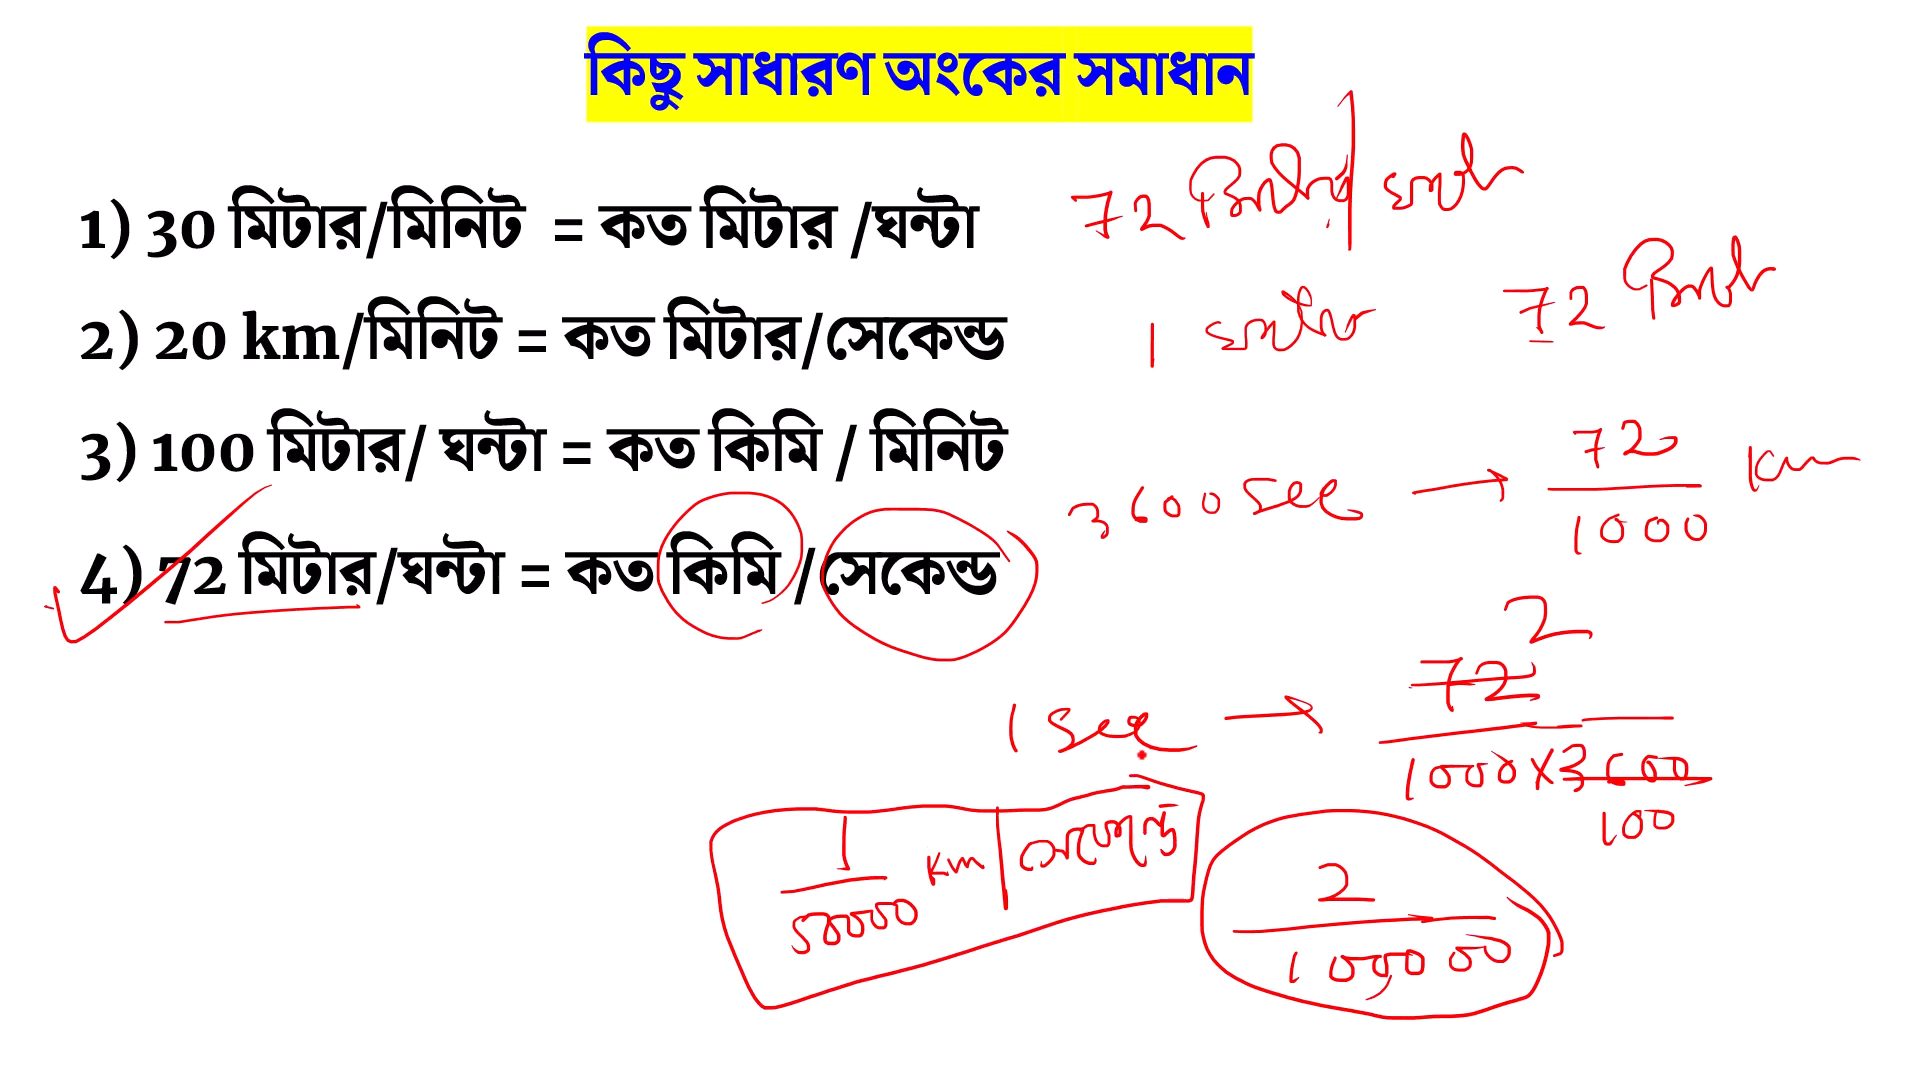 কিছু সাধারণ অংকের সমাধান
1) 30 মিটার/মিনিট = কত মিটার /ঘন্টা
2) 20 km/মিনিট = কত মিটার/সেকেন্ড
3) 100 মিটার/ ঘন্টা = কত কিমি / মিনিট
4) 72 মিটার/ঘন্টা = কত কিমি /সেকেন্ড
72 মিটার/ ঘন্টা
1 ঘন্টায় 72 মিটার
3600 sec → 72/1000 km
2
1 sec → 72/1000 x 3600
100
1/50000 km | সেকেন্ড
2/100,000